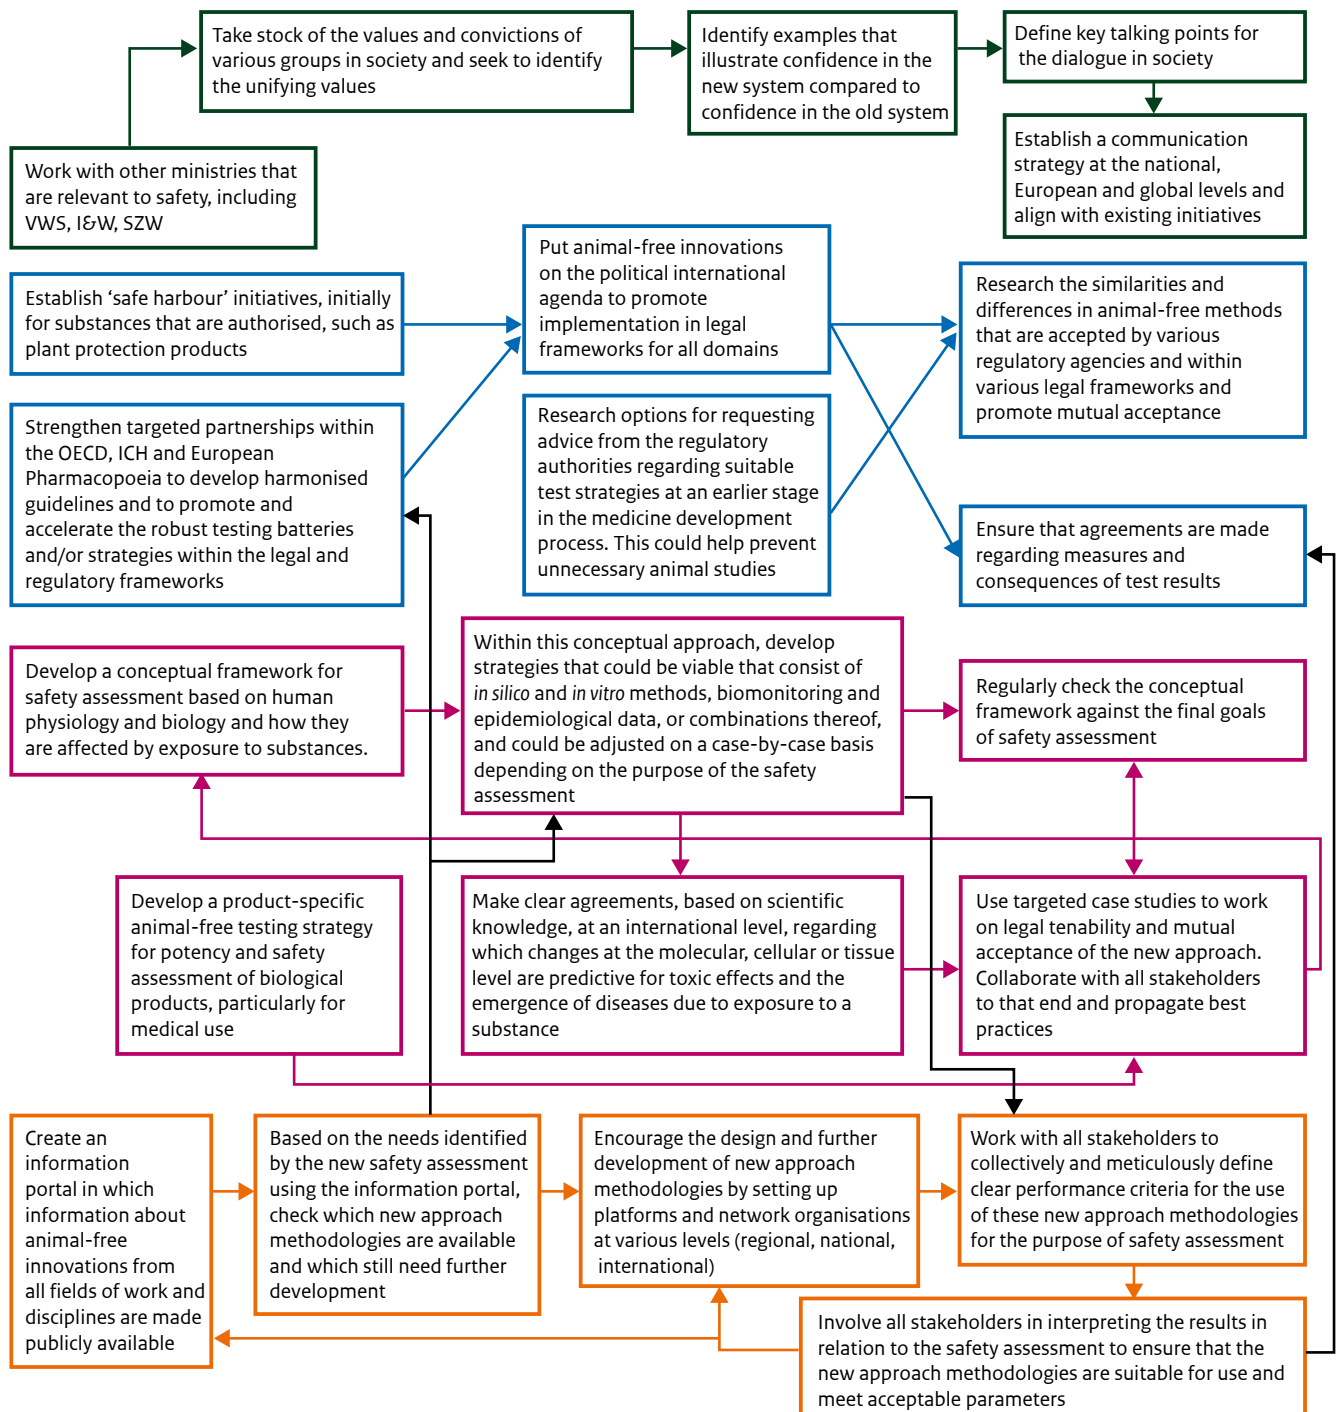 Take stock of the values and convictions of
various groups in society and seek to identify
the unifying values
Identify examples that
illustrate confidence in the
new system compared to
confidence in the old system
Define key talking points for
the dialogue in society
Establish a communication
strategy at the national,
European and global levels and
align with existing initiatives
Work with other ministries that
are relevant to safety, including
VWS, I&W, SZW
Put animal-free innovations
on the political international
agenda to promote
implementation in legal
frameworks for all domains
Establish ‘safe harbour’ initiatives, initially
for substances that are authorised, such as
plant protection products
Research the similarities and
differences in animal-free methods
that are accepted by various
regulatory agencies and within
various legal frameworks and
promote mutual acceptance
Strengthen targeted partnerships within
the OECD, ICH and European
Pharmacopoeia to develop harmonised
guidelines and to promote and
accelerate the robust testing batteries
and/or strategies within the legal and
regulatory frameworks
Research options for requesting
advice from the regulatory
authorities regarding suitable
test strategies at an earlier stage
in the medicine development
process. This could help prevent
unnecessary animal studies
Ensure that agreements are made
regarding measures and
consequences of test results
Develop a conceptual framework for
safety assessment based on human
physiology and biology and how they
are affected by exposure to substances.
Within this conceptual approach, develop
strategies that could be viable that consist of
in silico and in vitro methods, biomonitoring and
epidemiological data, or combinations thereof,
and could be adjusted on a case-by-case basis
depending on the purpose of the safety
assessment
Regularly check the conceptual
framework against the final goals
of safety assessment
Develop a product-specific
animal-free testing strategy
for potency and safety
assessment of biological
products, particularly for
medical use
Make clear agreements, based on scientific
knowledge, at an international level, regarding
which changes at the molecular, cellular or tissue
level are predictive for toxic effects and the
emergence of diseases due to exposure to a
substance
Use targeted case studies to work
on legal tenability and mutual
acceptance of the new approach.
Collaborate with all stakeholders
to that end and propagate best
practices
Create an
information
portal in which
information about
animal-free
innovations from
all fields of work and
disciplines are made
publicly available
Based on the needs identified
by the new safety assessment
using the information portal,
check which new approach
methodologies are available
and which still need further
development
Encourage the design and further
development of new approach
methodologies by setting up
platforms and network organisations
at various levels (regional, national,
international)
Work with all stakeholders to
collectively and meticulously define
clear performance criteria for the use
of these new approach methodologies
for the purpose of safety assessment
Involve all stakeholders in interpreting the results in
relation to the safety assessment to ensure that the
new approach methodologies are suitable for use and
meet acceptable parameters